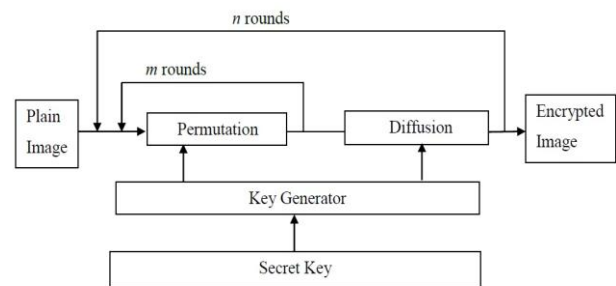 n rounds
m rounds
Plain
Image
Permutation
Diffusion
Encrypted
Image
Key Generator
Secret Key